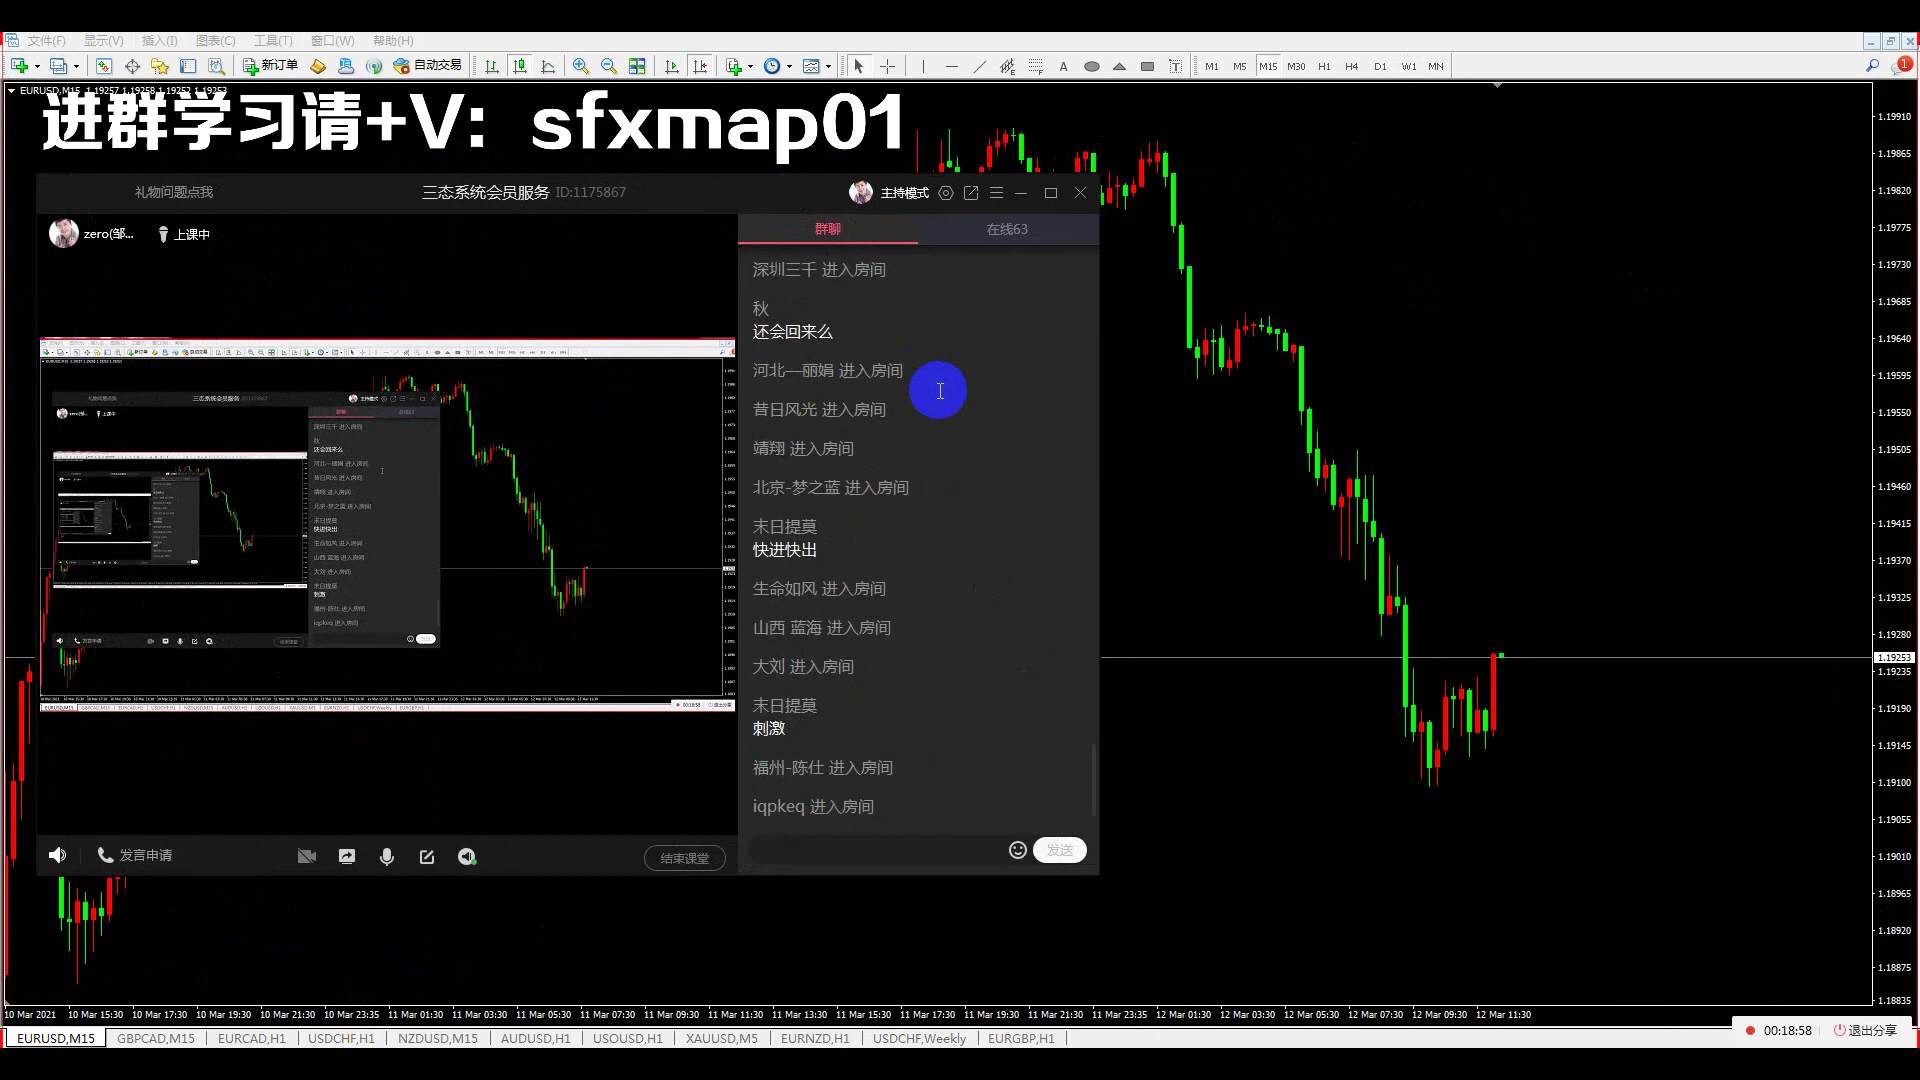 文件(F) 显示(V) 插入(I) 图表(C) 工具(T) 窗口(W) 帮助(H)
新订单 自动交易 M1 M5 M15 M30 H1 H4 D1 W1 MN 1
EURUSD,M15 1.19257 1.19258 1.19252 1.19253
进群学习请+V：sfxmap01
礼物问题点我 三态系统会员服务 ID:1175867 主持模式
zero(邹... 上课中
群聊 在线63
深圳三千 进入房间
秋
还会回来么
河北—丽娟 进入房间
昔日风光 进入房间
靖翔 进入房间
北京-梦之蓝 进入房间
末日提莫
快进快出
生命如风 进入房间
山西 蓝海 进入房间
大刘 进入房间
末日提莫
刺激
福州-陈仕 进入房间
iqpkeq 进入房间
发言申请 结束课堂 发送
1.19910
1.19865
1.19820
1.19775
1.19730
1.19685
1.19640
1.19595
1.19550
1.19505
1.19460
1.19415
1.19370
1.19325
1.19280
1.19253
1.19235
1.19190
1.19145
1.19100
1.19055
1.19010
1.18965
1.18920
1.18875
1.18835
10 Mar 2021 10 Mar 15:30 10 Mar 17:30 10 Mar 19:30 10 Mar 21:30 10 Mar 23:35 11 Mar 01:30 11 Mar 03:30 11 Mar 05:30 11 Mar 07:30 11 Mar 09:30 11 Mar 11:30 11 Mar 13:30 11 Mar 15:30 11 Mar 17:30 11 Mar 19:30 11 Mar 21:30 11 Mar 23:35 12 Mar 01:30 12 Mar 03:30 12 Mar 05:30 12 Mar 07:30 12 Mar 09:30 12 Mar 11:30
EURUSD,M15 GBPCAD,M15 EURCAD,H1 USDCHF,H1 NZDUSD,M15 AUDUSD,H1 USOUSD,H1 XAUUSD,M5 EURNZD,H1 USDCHF,Weekly EURGBP,H1
00:18:58 退出分享